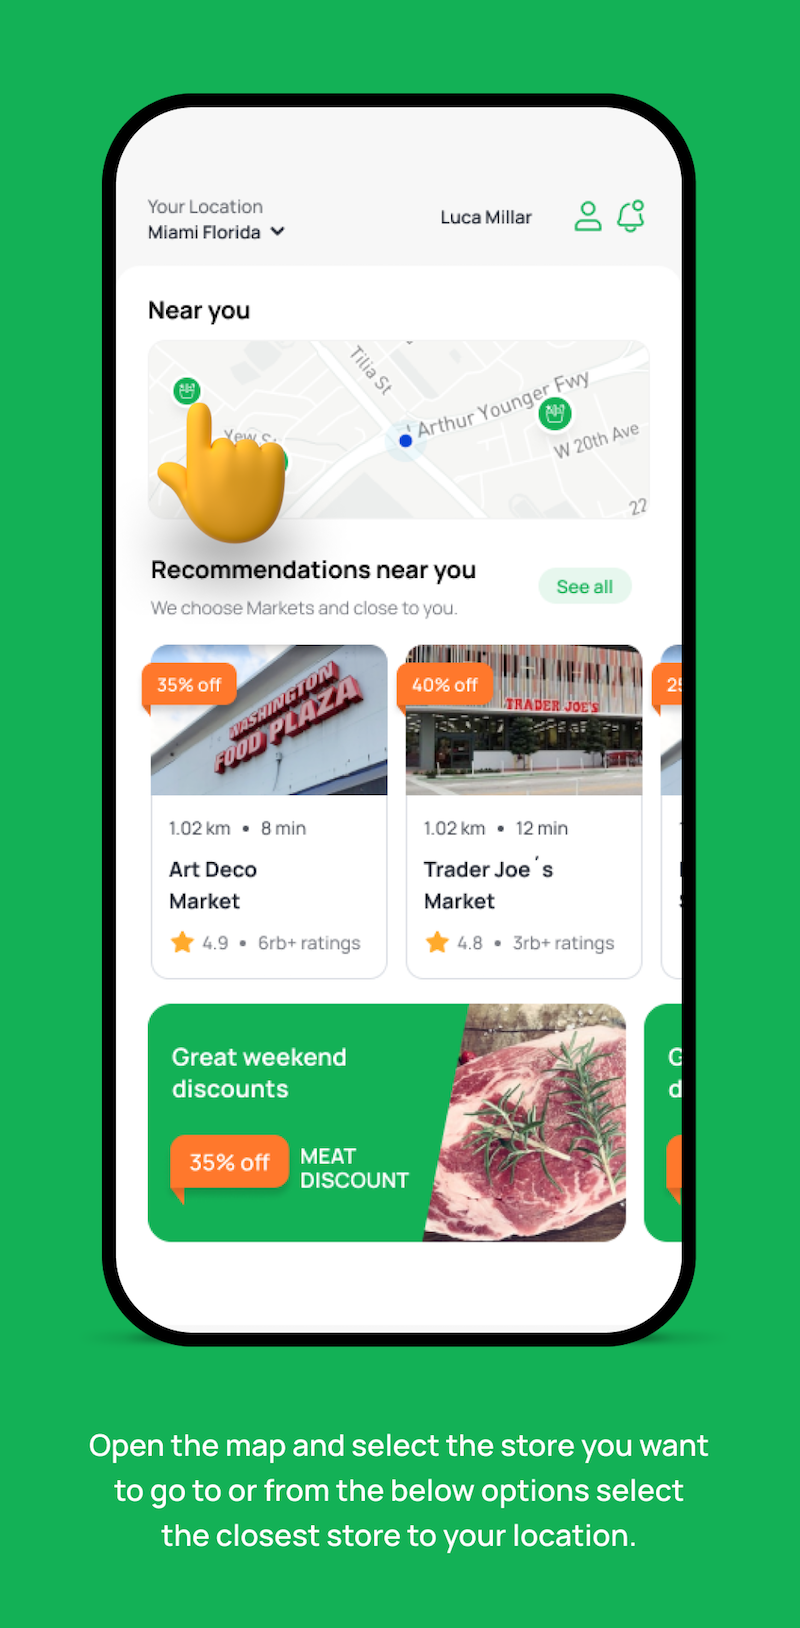 Your Location
Miami Florida
Luca Millar
Near you
Tilia St
Arthur Younger Fwy
Yew St
W 20th Ave
22
Recommendations near you
See all
We choose Markets and close to you.
35% off
WASHINGTON
FOOD PLAZA
40% off
TRADER JOE'S
1.02 km • 8 min
Art Deco
Market
4.9 • 6rb+ ratings
1.02 km • 12 min
Trader Joe´s
Market
4.8 • 3rb+ ratings
Great weekend
discounts
35% off
MEAT
DISCOUNT
Open the map and select the store you want
to go to or from the below options select
the closest store to your location.